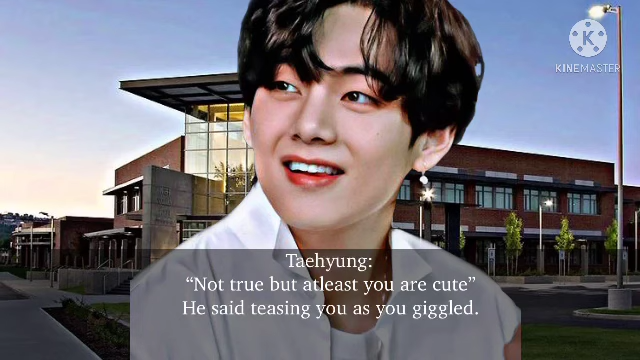 KINEMASTER
Taehyung:
“Not true but atleast you are cute”
He said teasing you as you giggled.